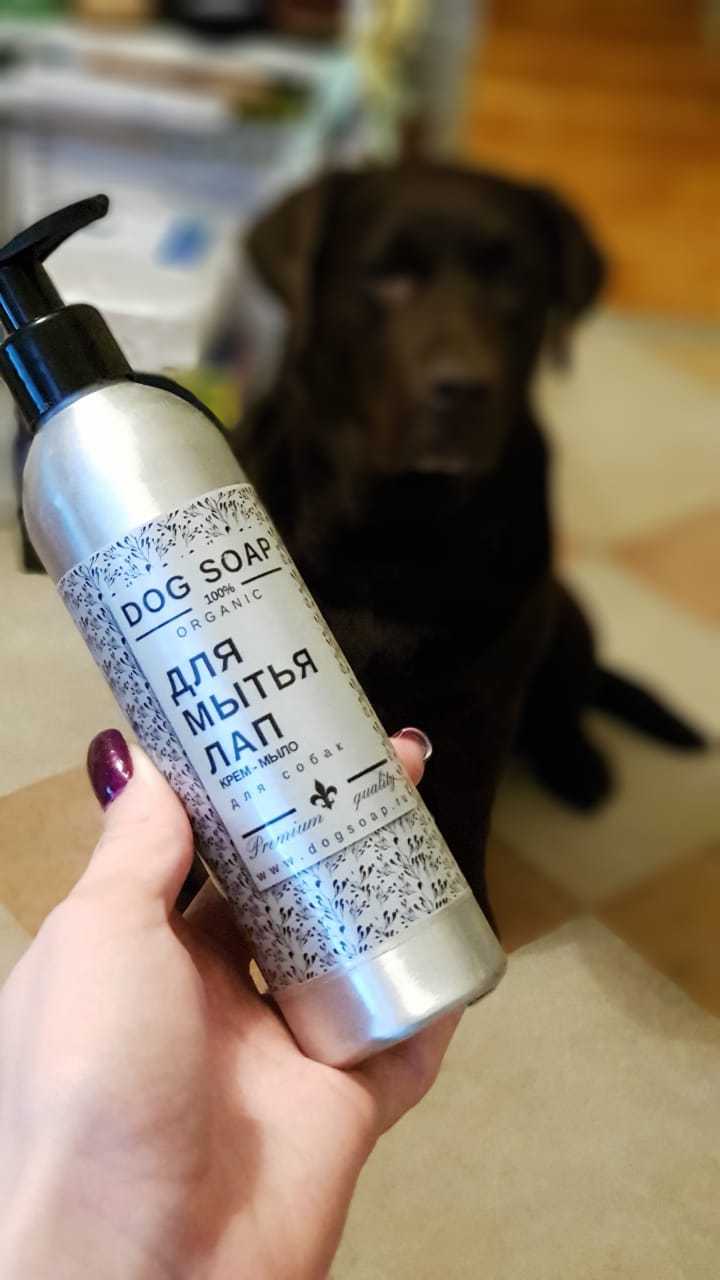 DOG SOAP
100%
ORGANIC
ДЛЯ
МЫТЬЯ
ЛАП
КРЕМ - МЫЛО
для собак
Premium quality
www.dogsoap.ru